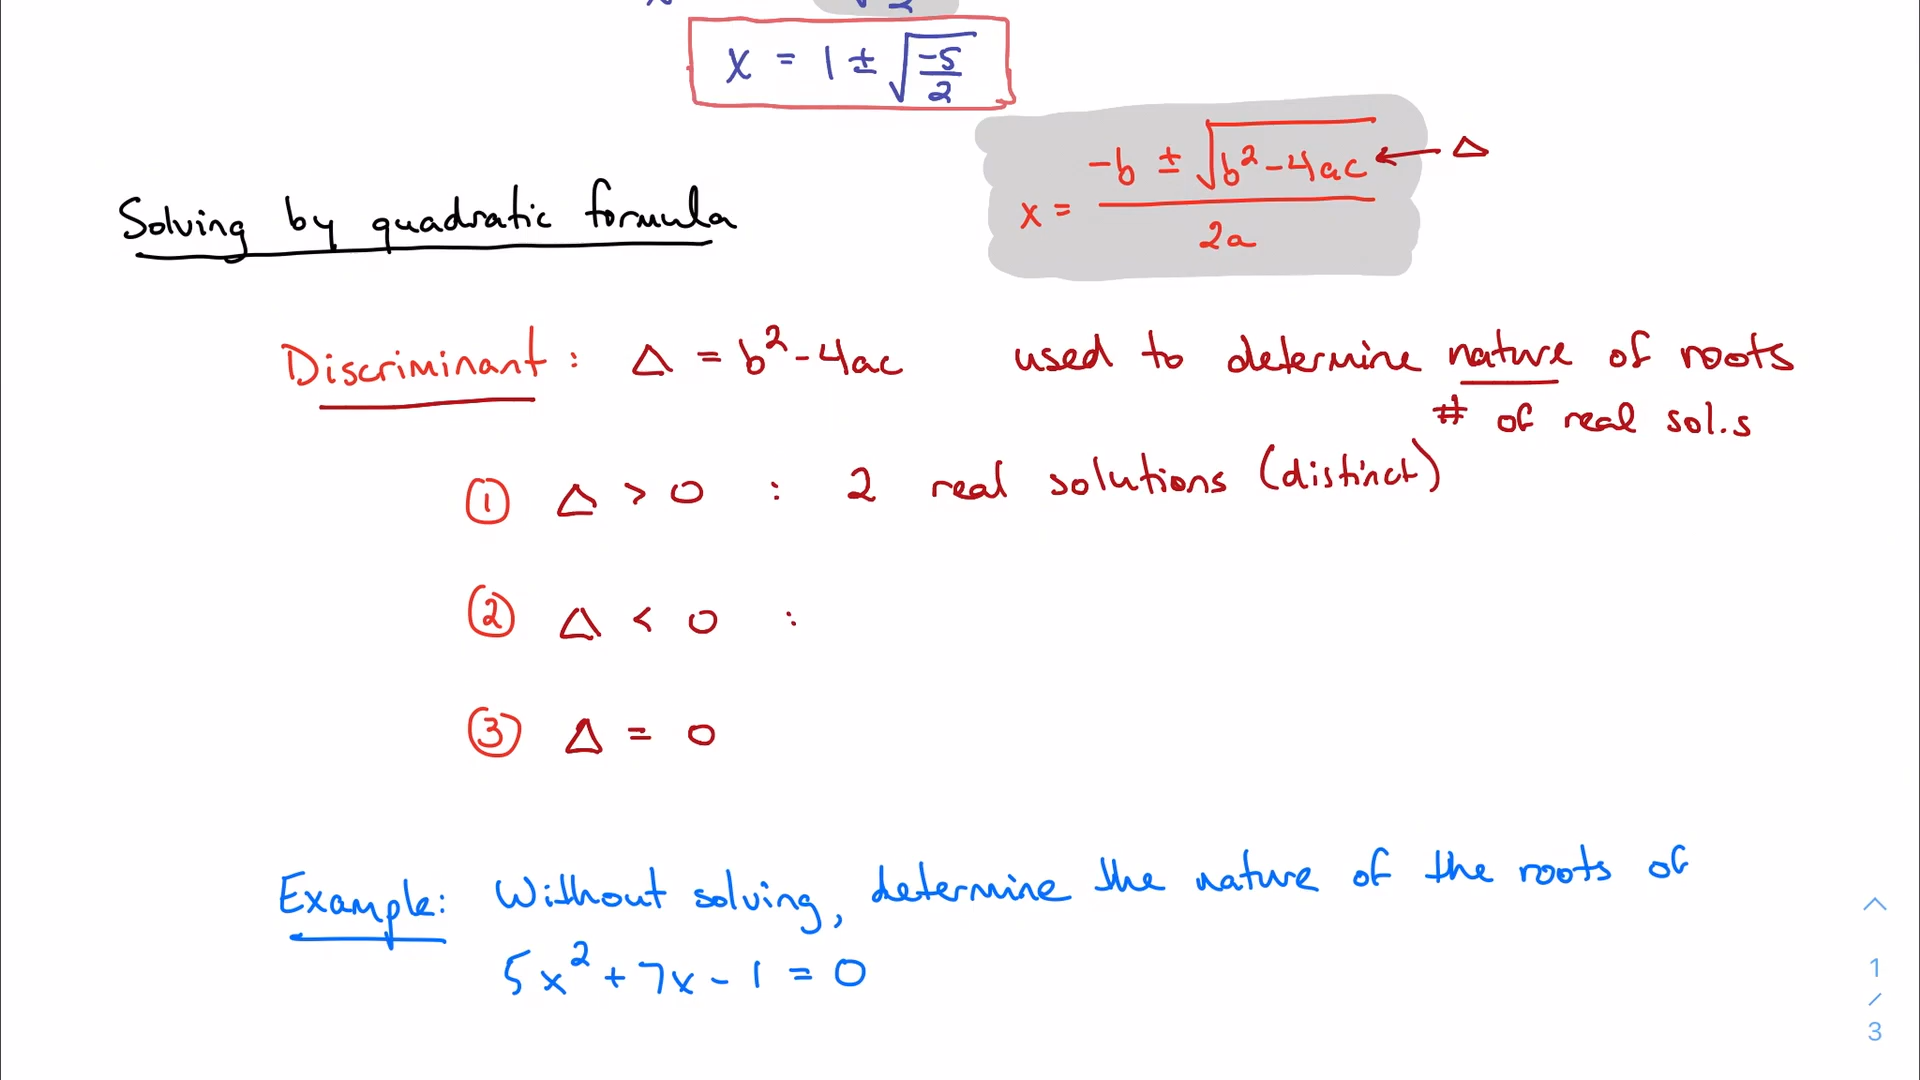 x = 1 ± √(-5/2)
x = (-b ± √(b² - 4ac)) / 2a ← Δ
Solving by quadratic formula
Discriminant : Δ = b² - 4ac used to determine nature of roots
# of real sol.s
① Δ > 0 : 2 real solutions (distinct)
② Δ < 0 :
③ Δ = 0
Example: Without solving, determine the nature of the roots of
5x² + 7x - 1 = 0
1
/
3